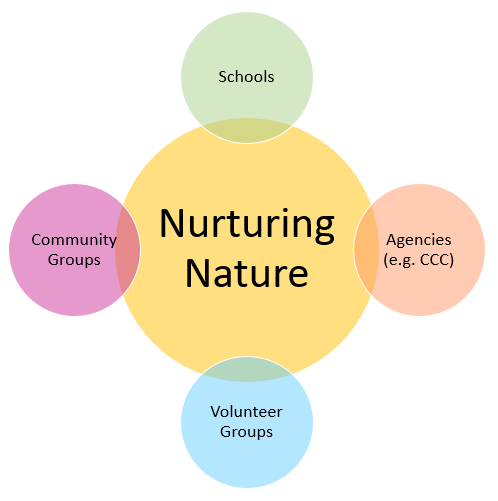 Schools
Nurturing
Nature
Community
Groups
Agencies
(e.g. CCC)
Volunteer
Groups